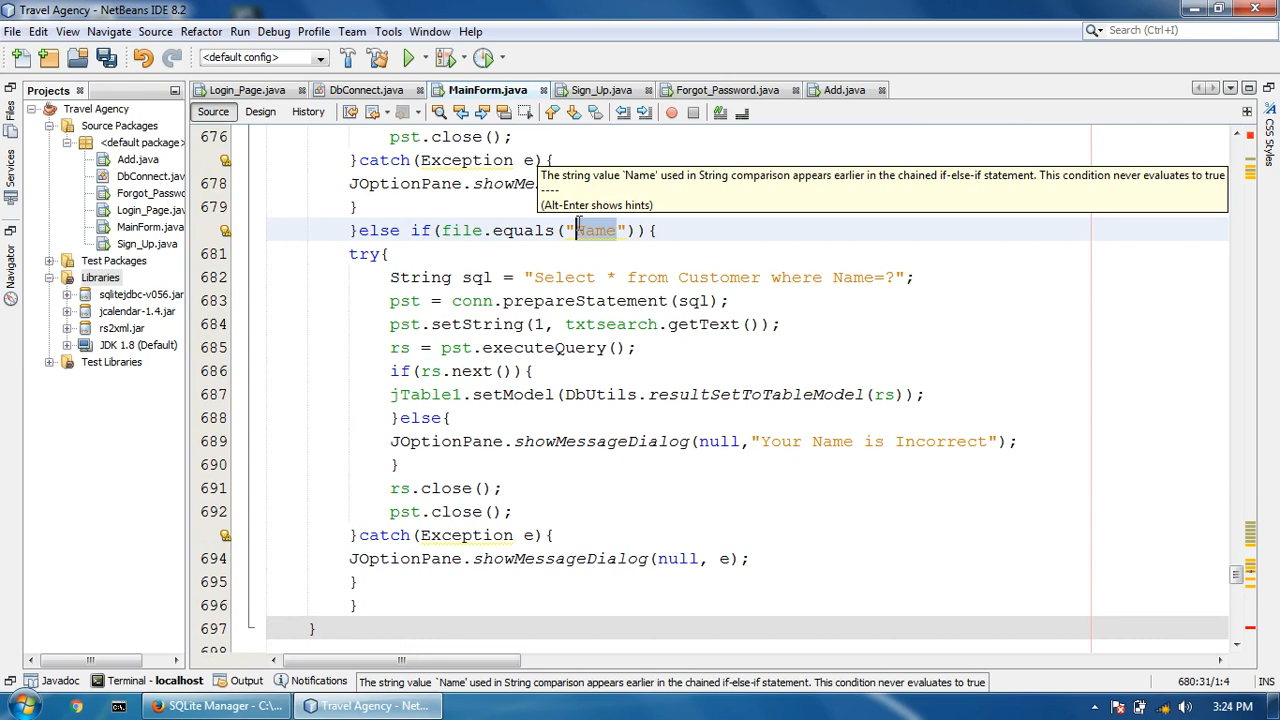 Travel Agency - NetBeans IDE 8.2
File Edit View Navigate Source Refactor Run Debug Profile Team Tools Window Help
Search (Ctrl+I)
<default config>
Projects
Login_Page.java DbConnect.java MainForm.java Sign_Up.java Forgot_Password.java Add.java
Source Design History
Files
Services
Navigator
CSS Styles
Travel Agency
Source Packages
<default package>
Add.java
DbConnect.java
Forgot_Passwo
Login_Page.java
MainForm.java
Sign_Up.java
Test Packages
Libraries
sqlitejdbc-v056.jar
jcalendar-1.4.jar
rs2xml.jar
JDK 1.8 (Default)
Test Libraries
676 pst.close();
}catch(Exception e){
678 JOptionPane.showMes
The string value `Name' used in String comparison appears earlier in the chained if-else-if statement. This condition never evaluates to true
----
(Alt-Enter shows hints)
679 }
}else if(file.equals("Name")){
681 try{
682 String sql = "Select * from Customer where Name=?";
683 pst = conn.prepareStatement(sql);
684 pst.setString(1, txtsearch.getText());
685 rs = pst.executeQuery();
686 if(rs.next()){
687 jTable1.setModel(DbUtils.resultSetToTableModel(rs));
688 }else{
689 JOptionPane.showMessageDialog(null,"Your Name is Incorrect");
690 }
691 rs.close();
692 pst.close();
}catch(Exception e){
694 JOptionPane.showMessageDialog(null, e);
695 }
696 }
697 }
Javadoc Terminal - localhost Output Notifications The string value `Name' used in String comparison appears earlier in the chained if-else-if statement. This condition never evaluates to true 680:31/1:4 INS
SQLite Manager - C:\... Travel Agency - Net... 3:24 PM